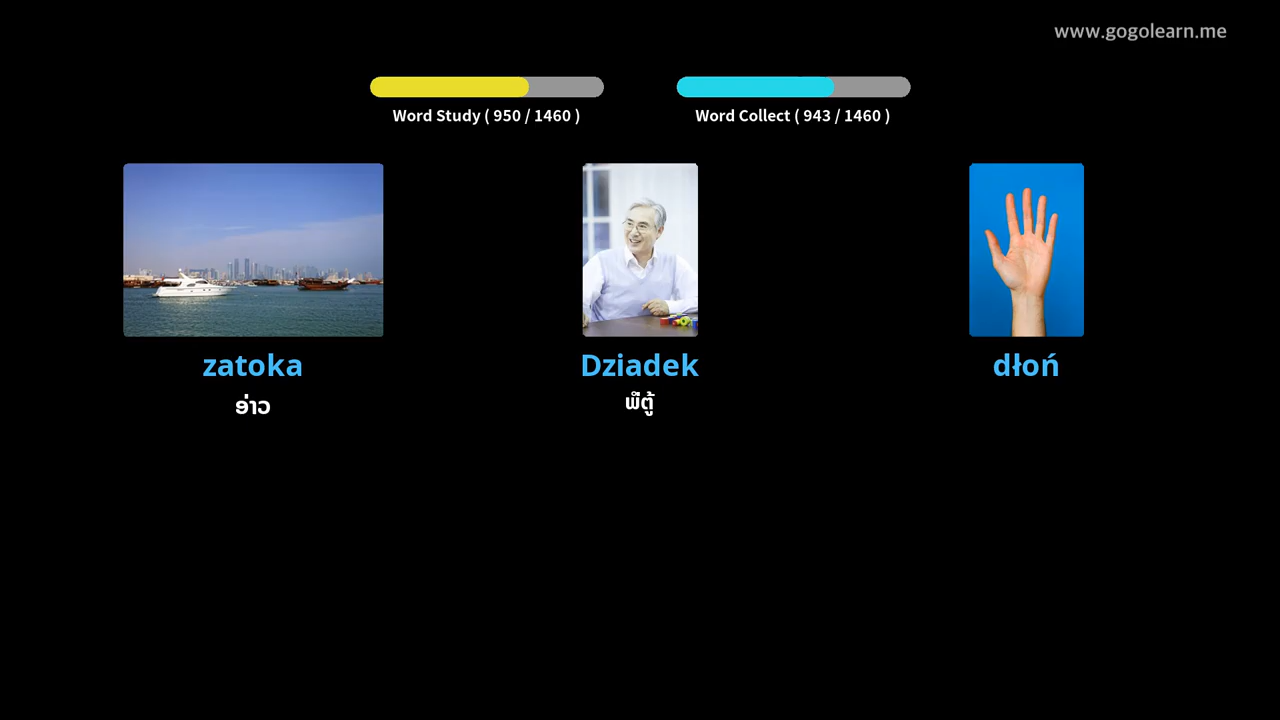 www.gogolearn.me
Word Study ( 950 / 1460 )
Word Collect ( 943 / 1460 )
zatoka
Dziadek
dłoń
ອ່າວ
ພໍ່ຕູ້